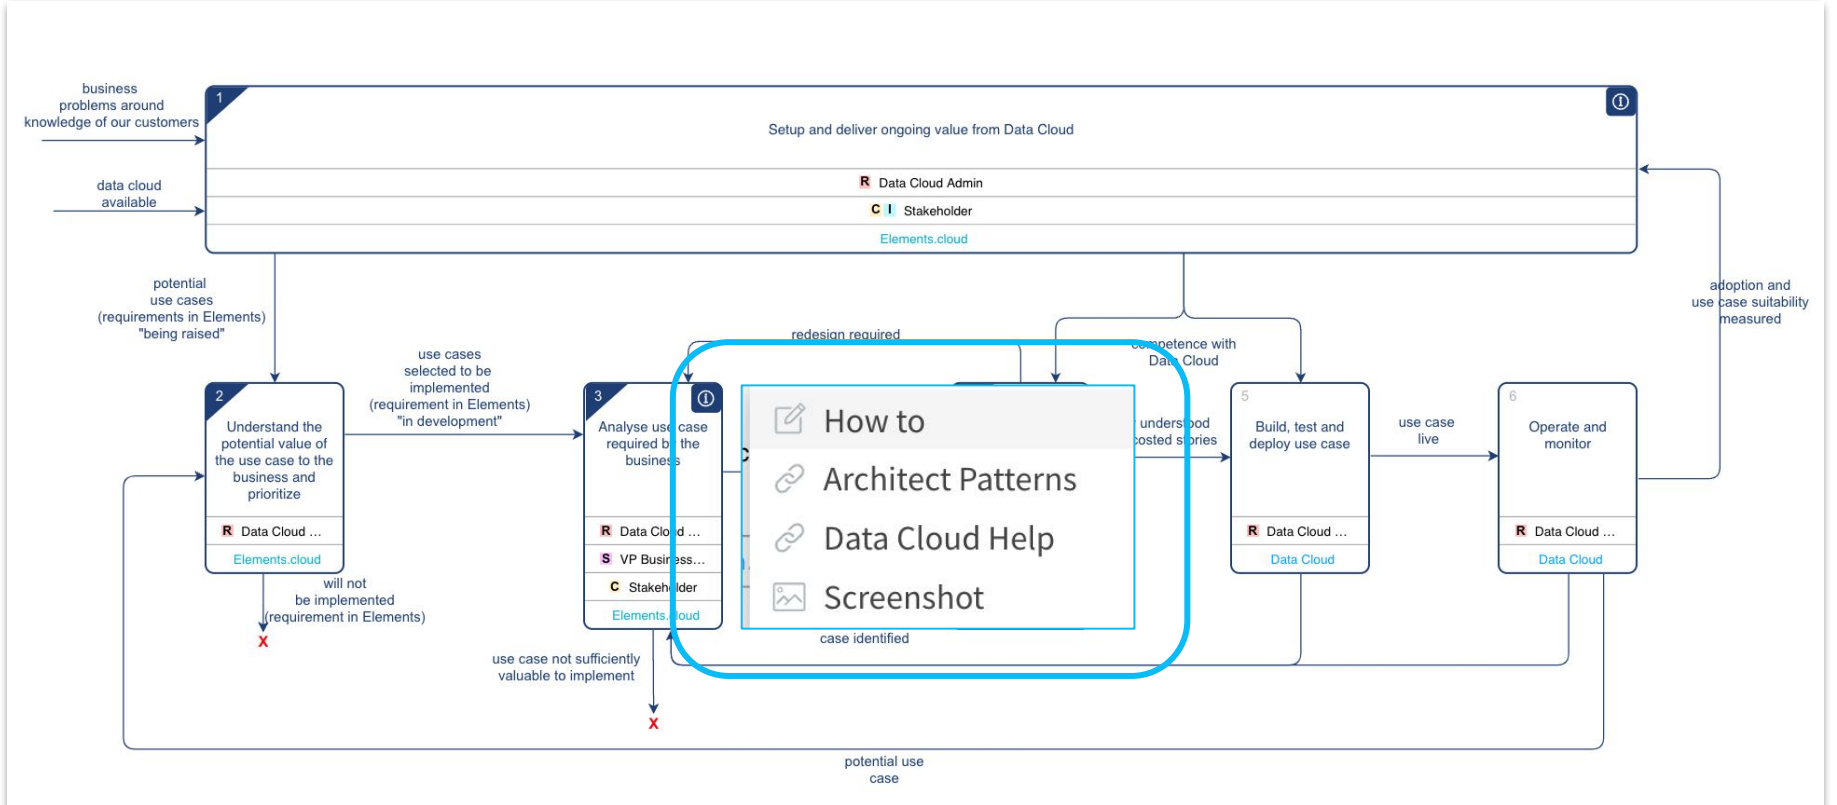 business
problems around
knowledge of our customers
data cloud
available
1
Setup and deliver ongoing value from Data Cloud
R Data Cloud Admin
C I Stakeholder
Elements.cloud
potential
use cases
(requirements in Elements)
"being raised"
adoption and
use case suitability
measured
redesign required
competence with
Data Cloud
use cases
selected to be
implemented
(requirement in Elements)
"in development"
2
Understand the
potential value of
the use case to the
business and
prioritize
R Data Cloud ...
Elements.cloud
will not
be implemented
(requirement in Elements)
X
3
Analyse use case
required by the
business
R Data Cloud ...
S VP Business...
C Stakeholder
Elements.cloud
use case not sufficiently
valuable to implement
X
How to
Architect Patterns
Data Cloud Help
Screenshot
case identified
understood
costed stories
5
Build, test and
deploy use case
R Data Cloud ...
Data Cloud
use case
live
6
Operate and
monitor
R Data Cloud ...
Data Cloud
potential use
case